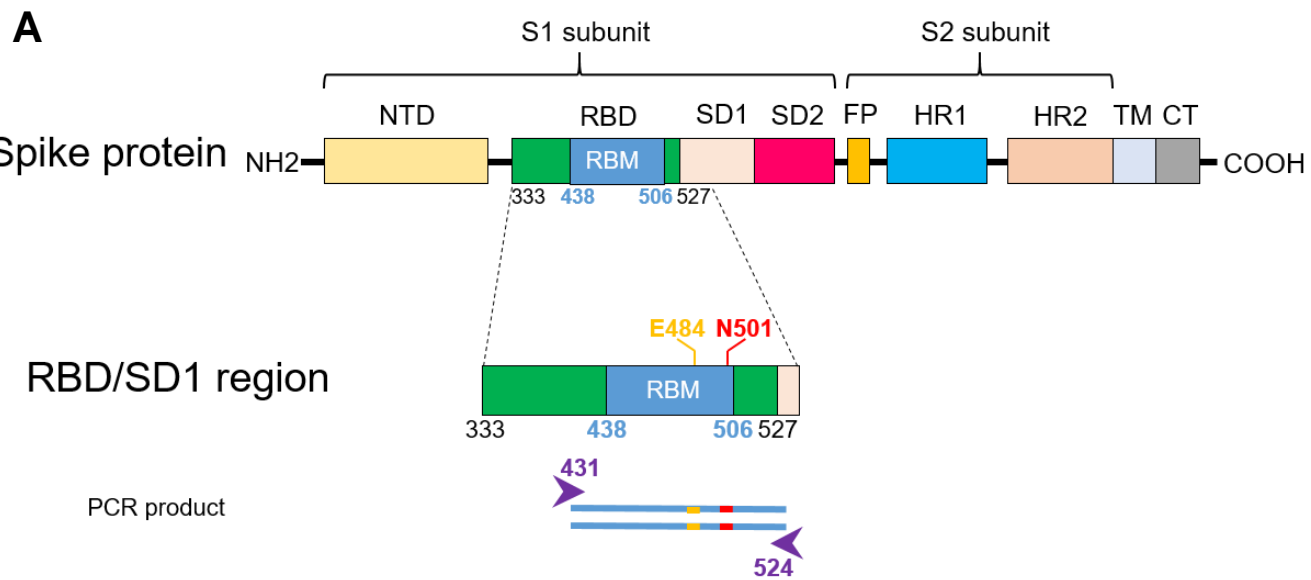 A
S1 subunit S2 subunit
NTD RBD SD1 SD2 FP HR1 HR2 TM CT
Spike protein NH2 RBM COOH
333 438 506 527
E484 N501
RBD/SD1 region RBM
333 438 506 527
431
PCR product
524